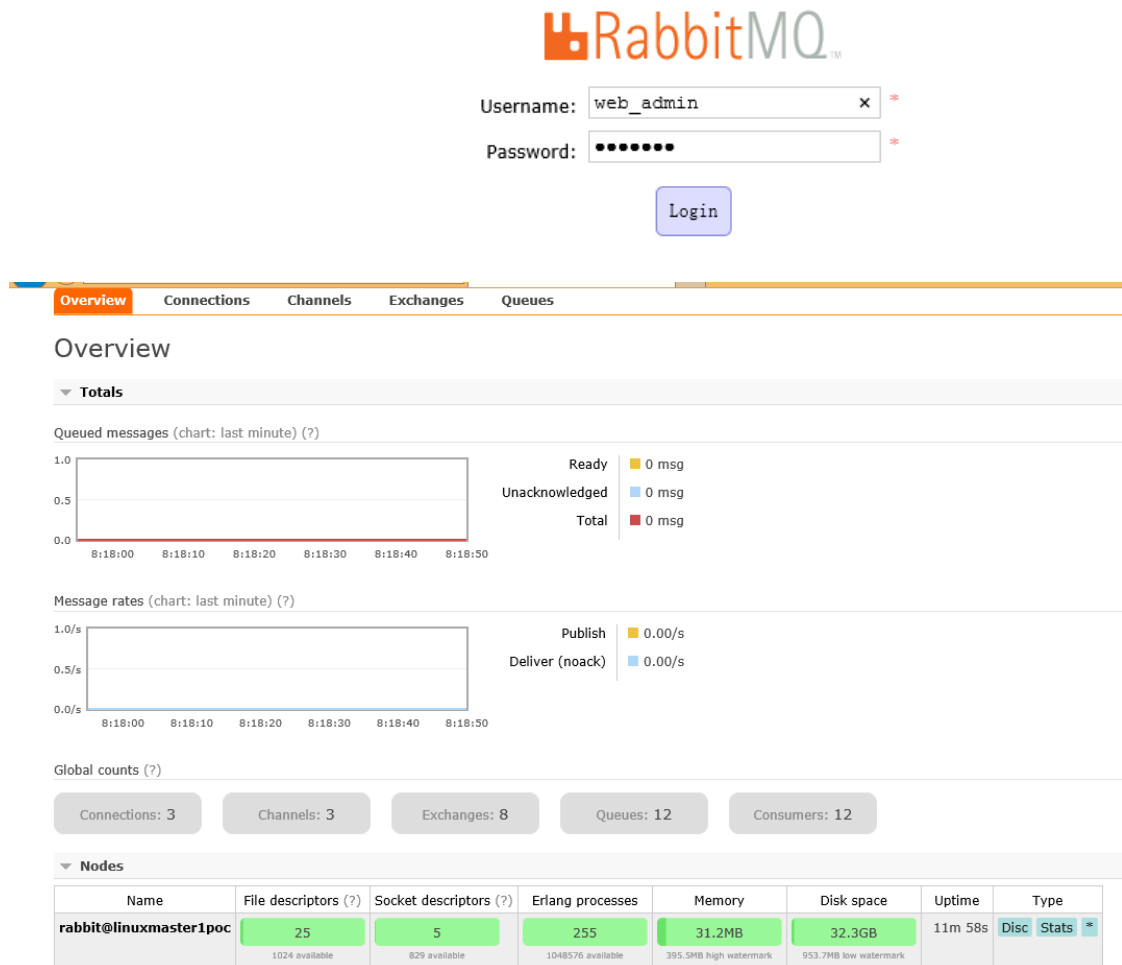 RabbitMQ™
Username: web_admin × *
Password: ••••••• *
Login
Overview Connections Channels Exchanges Queues
Overview
Totals
Queued messages (chart: last minute) (?)
1.0
0.5
0.0
8:18:00 8:18:10 8:18:20 8:18:30 8:18:40 8:18:50
Ready 0 msg
Unacknowledged 0 msg
Total 0 msg
Message rates (chart: last minute) (?)
1.0/s
0.5/s
0.0/s
8:18:00 8:18:10 8:18:20 8:18:30 8:18:40 8:18:50
Publish 0.00/s
Deliver (noack) 0.00/s
Global counts (?)
Connections: 3 Channels: 3 Exchanges: 8 Queues: 12 Consumers: 12
Nodes
Name File descriptors (?) Socket descriptors (?) Erlang processes Memory Disk space Uptime Type
rabbit@linuxmaster1poc 25 5 255 31.2MB 32.3GB 11m 58s Disc Stats *
1024 available 829 available 1048576 available 395.5MB high watermark 953.7MB low watermark